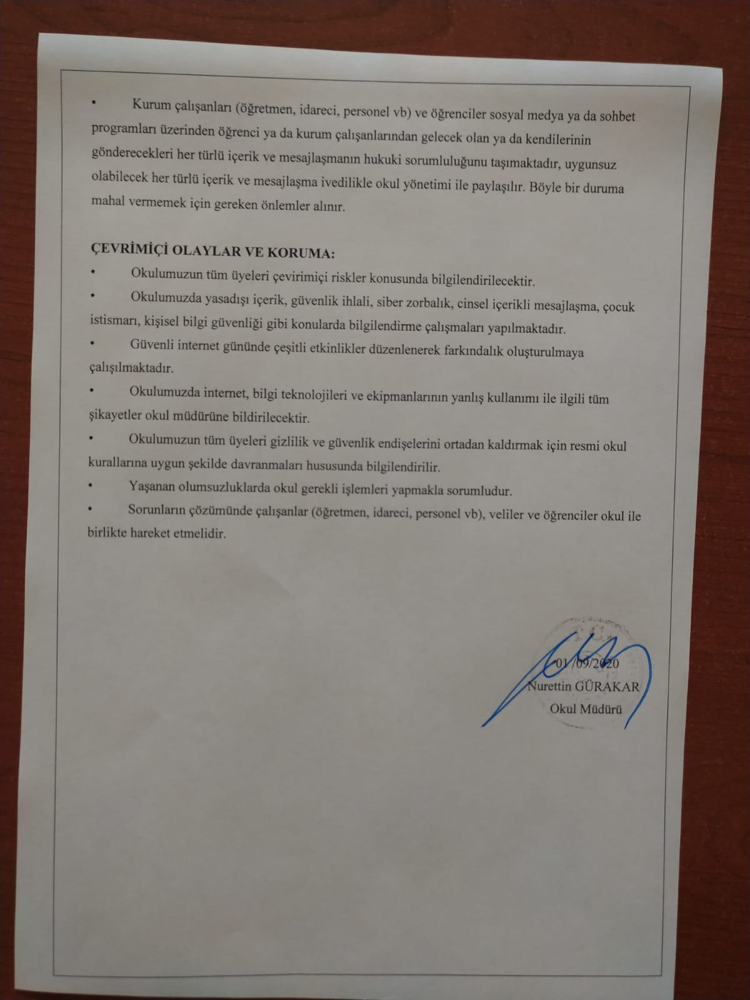 • Kurum çalışanları (öğretmen, idareci, personel vb) ve öğrenciler sosyal medya ya da sohbet
programları üzerinden öğrenci ya da kurum çalışanlarından gelecek olan ya da kendilerinin
gönderecekleri her türlü içerik ve mesajlaşmanın hukuki sorumluluğunu taşımaktadır, uygunsuz
olabilecek her türlü içerik ve mesajlaşma ivedilikle okul yönetimi ile paylaşılır. Böyle bir duruma
mahal vermemek için gereken önlemler alınır.
ÇEVRİMİÇİ OLAYLAR VE KORUMA:
• Okulumuzun tüm üyeleri çevirimiçi riskler konusunda bilgilendirilecektir.
• Okulumuzda yasadışı içerik, güvenlik ihlali, siber zorbalık, cinsel içerikli mesajlaşma, çocuk
istismarı, kişisel bilgi güvenliği gibi konularda bilgilendirme çalışmaları yapılmaktadır.
• Güvenli internet gününde çeşitli etkinlikler düzenlenerek farkındalık oluşturulmaya
çalışılmaktadır.
• Okulumuzda internet, bilgi teknolojileri ve ekipmanlarının yanlış kullanımı ile ilgili tüm
şikayetler okul müdürüne bildirilecektir.
• Okulumuzun tüm üyeleri gizlilik ve güvenlik endişelerini ortadan kaldırmak için resmi okul
kurallarına uygun şekilde davranmaları hususunda bilgilendirilir.
• Yaşanan olumsuzluklarda okul gerekli işlemleri yapmakla sorumludur.
• Sorunların çözümünde çalışanlar (öğretmen, idareci, personel vb), veliler ve öğrenciler okul ile
birlikte hareket etmelidir.
01 /09/2020
Nurettin GÜRAKAR
Okul Müdürü